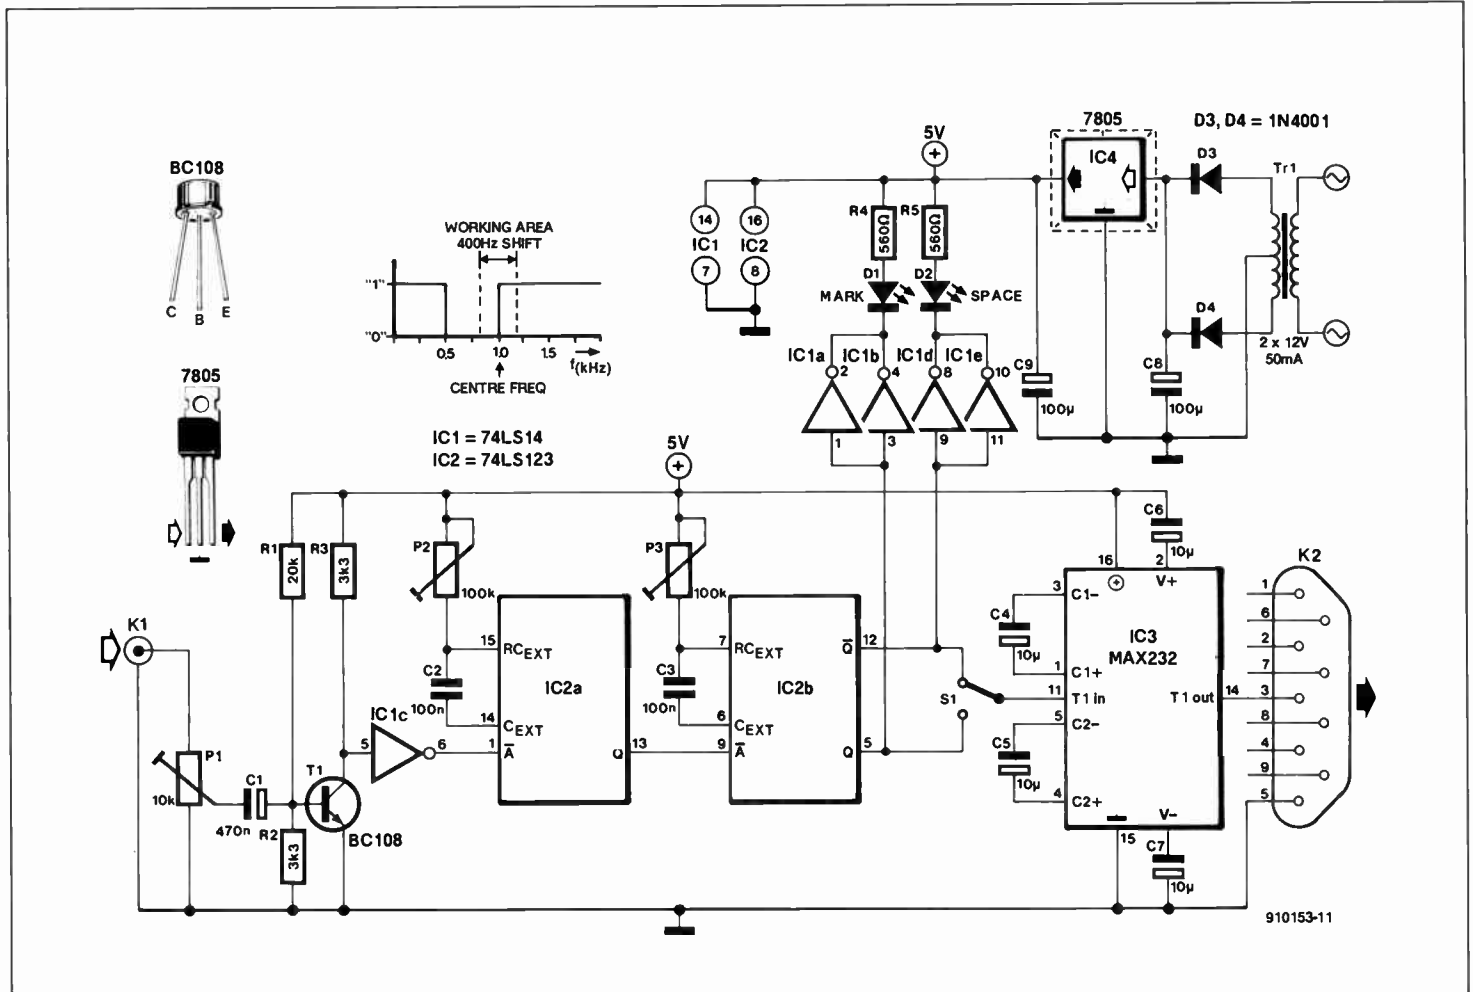 7805
D3, D4 = 1N4001
5V
IC4
D3
Tr1
BC108
14
16
IC1
IC2
7
8
R4
560Ω
R5
560Ω
WORKING AREA
400Hz SHIFT
D1
D2
MARK
SPACE
"1"
"0"
0.5
1.0
1.5
f(kHz)
CENTRE FREQ
C
B
E
D4
2 x 12V
50mA
IC1a
IC1b
IC1d
IC1e
2
4
8
10
1
3
9
11
C9
100µ
C8
100µ
7805
IC1 = 74LS14
IC2 = 74LS123
5V
R1
20k
R3
3k3
P2
100k
P3
100k
C6
10µ
K2
16
2
V+
3
C1−
C4
10µ
1
C1+
IC3
MAX232
11
T1 in
T1 out
14
5
C2−
C5
10µ
4
C2+
V−
15
C7
10µ
1
6
2
7
3
8
4
9
5
K1
P1
10k
C1
470n
R2
3k3
T1
BC108
5
IC1c
6
15
RCEXT
C2
100n
14
CEXT
1
A̅
IC2a
Q
13
7
RCEXT
C3
100n
6
CEXT
9
A̅
IC2b
Q̅
12
Q
5
S1
910153-11